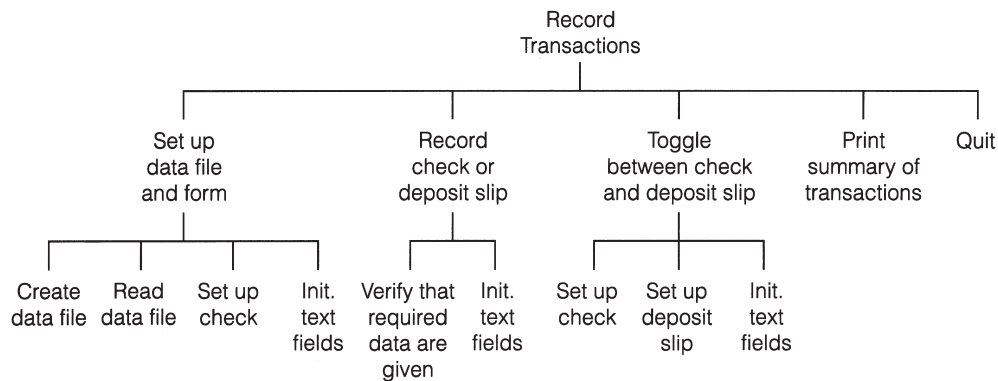 Record
Transactions
Set up
data file
and form
Record
check or
deposit slip
Toggle
between check
and deposit slip
Print
summary of
transactions
Quit
Create
data file
Read
data file
Set up
check
Init.
text
fields
Verify that
required
data are
given
Init.
text
fields
Set up
check
Set up
deposit
slip
Init.
text
fields